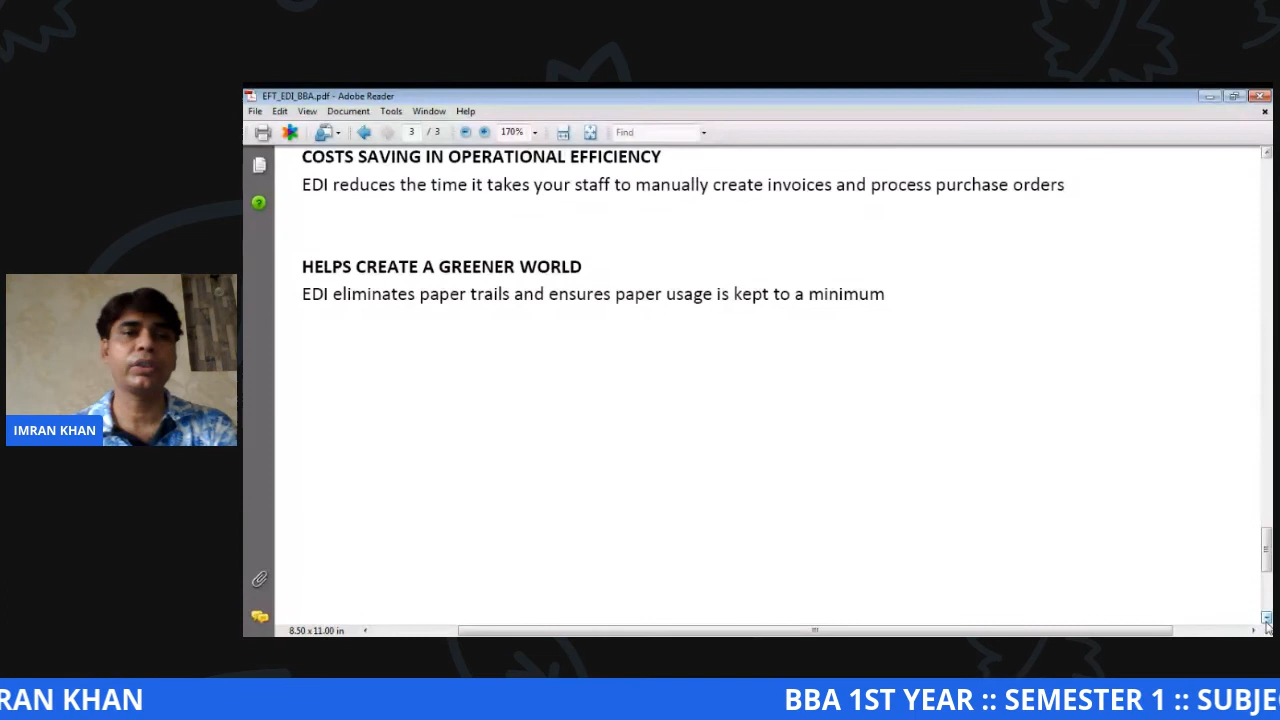 EFT_EDI_BBA.pdf - Adobe Reader
File Edit View Document Tools Window Help
3 / 3 170% Find
COSTS SAVING IN OPERATIONAL EFFICIENCY
EDI reduces the time it takes your staff to manually create invoices and process purchase orders
HELPS CREATE A GREENER WORLD
EDI eliminates paper trails and ensures paper usage is kept to a minimum
IMRAN KHAN
8.50 x 11.00 in
RAN KHAN BBA 1ST YEAR :: SEMESTER 1 :: SUBJE